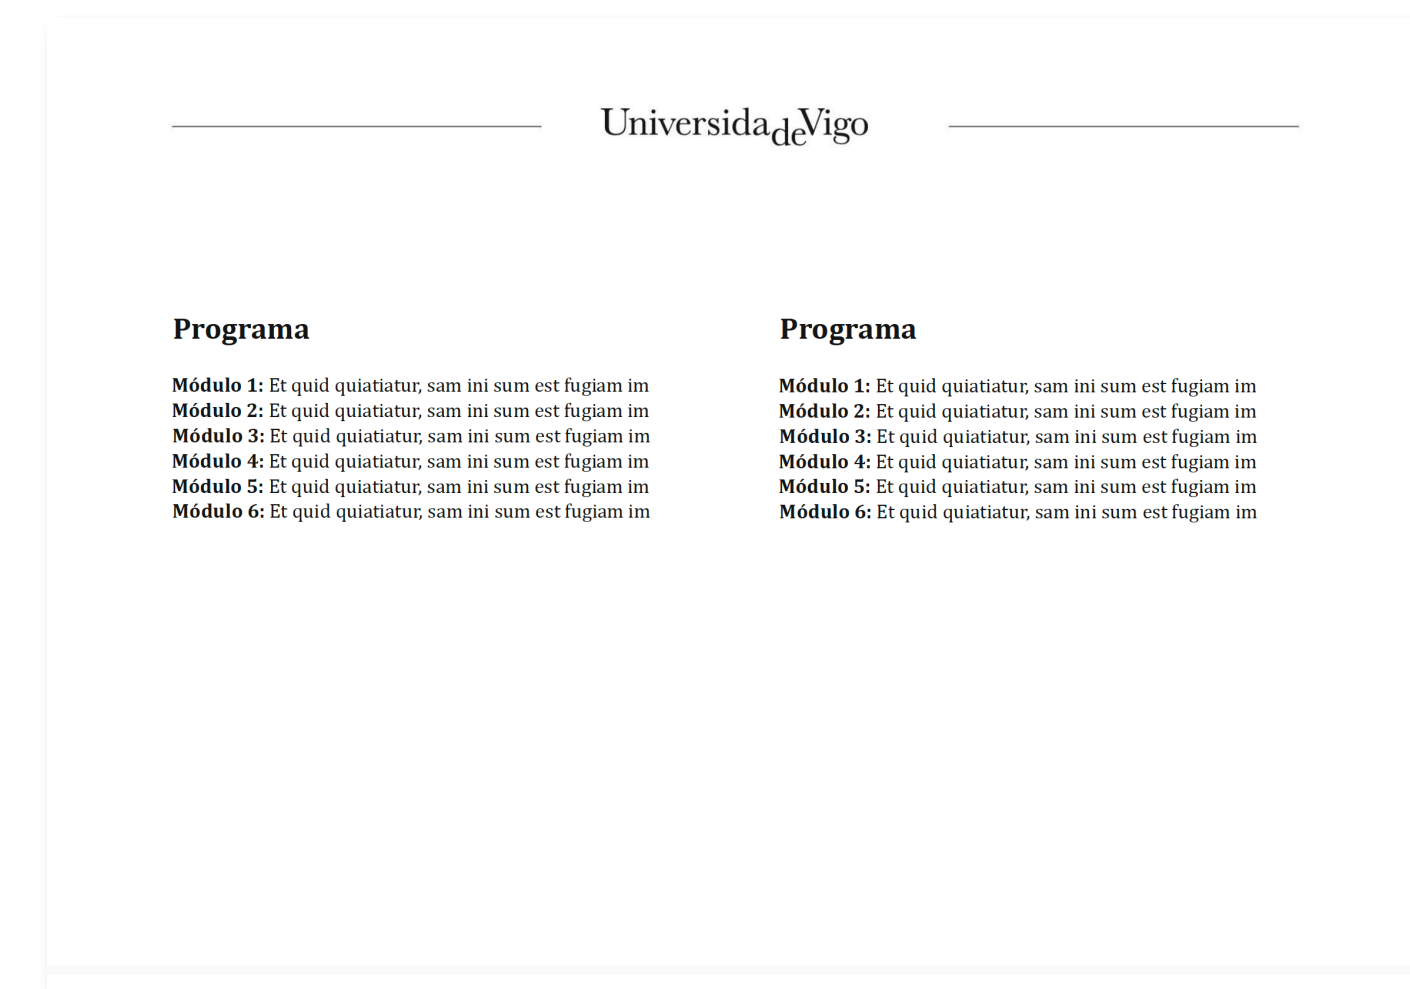 UniversidadeVigo
Programa
Módulo 1: Et quid quiatiatur, sam ini sum est fugiam im
Módulo 2: Et quid quiatiatur, sam ini sum est fugiam im
Módulo 3: Et quid quiatiatur, sam ini sum est fugiam im
Módulo 4: Et quid quiatiatur, sam ini sum est fugiam im
Módulo 5: Et quid quiatiatur, sam ini sum est fugiam im
Módulo 6: Et quid quiatiatur, sam ini sum est fugiam im
Programa
Módulo 1: Et quid quiatiatur, sam ini sum est fugiam im
Módulo 2: Et quid quiatiatur, sam ini sum est fugiam im
Módulo 3: Et quid quiatiatur, sam ini sum est fugiam im
Módulo 4: Et quid quiatiatur, sam ini sum est fugiam im
Módulo 5: Et quid quiatiatur, sam ini sum est fugiam im
Módulo 6: Et quid quiatiatur, sam ini sum est fugiam im